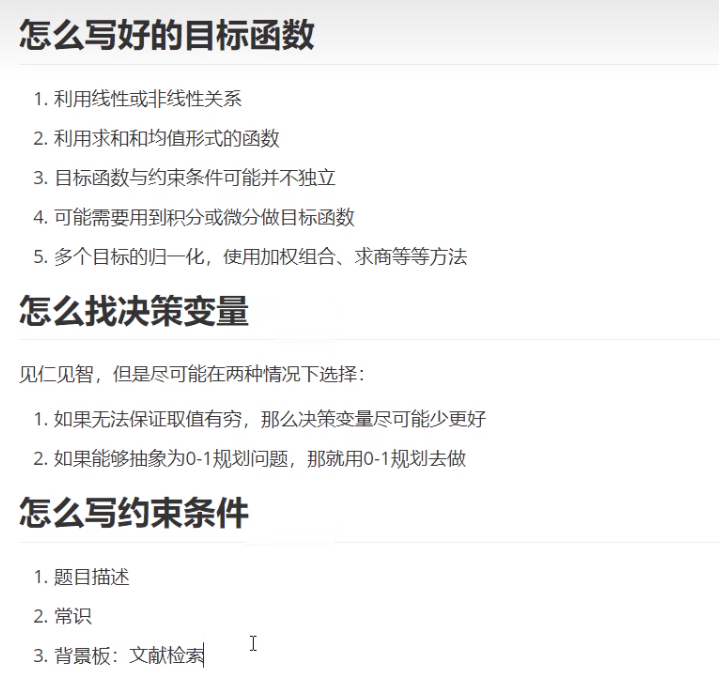 怎么写好的目标函数
1. 利用线性或非线性关系
2. 利用求和和均值形式的函数
3. 目标函数与约束条件可能并不独立
4. 可能需要用到积分或微分做目标函数
5. 多个目标的归一化，使用加权组合、求商等等方法
怎么找决策变量
见仁见智，但是尽可能在两种情况下选择：
1. 如果无法保证取值有穷，那么决策变量尽可能少更好
2. 如果能够抽象为0-1规划问题，那就用0-1规划去做
怎么写约束条件
1. 题目描述
2. 常识
3. 背景板：文献检索